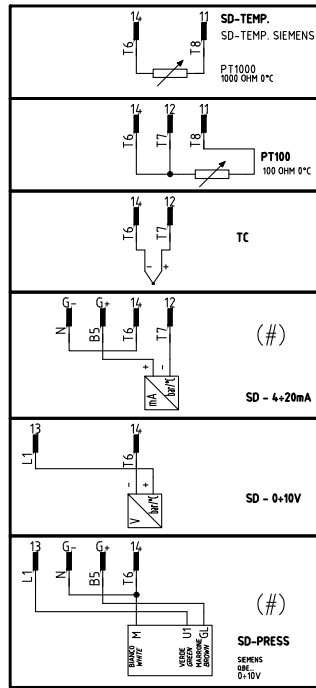 14 11 SD-TEMP.
T6 T8 SD-TEMP. SIEMENS
PT1000
1000 OHM 0°C
14 12 11
T6 T7 T8
PT100
100 OHM 0°C
14 12
T6 T7
TC
- +
G- G+ 14 12
N B5 T6 T7
(#)
+ -
mA bar/°C
SD - 4÷20mA
13 14
L1 T6
- +
V bar/°C
SD - 0÷10V
13 G- G+ 14
L1 N B5 T6
(#)
M U1 GL
BIANCO WHITE
VERDE GREEN
MARRONE BROWN
SD-PRESS
SIEMENS
QBE...
0÷10V